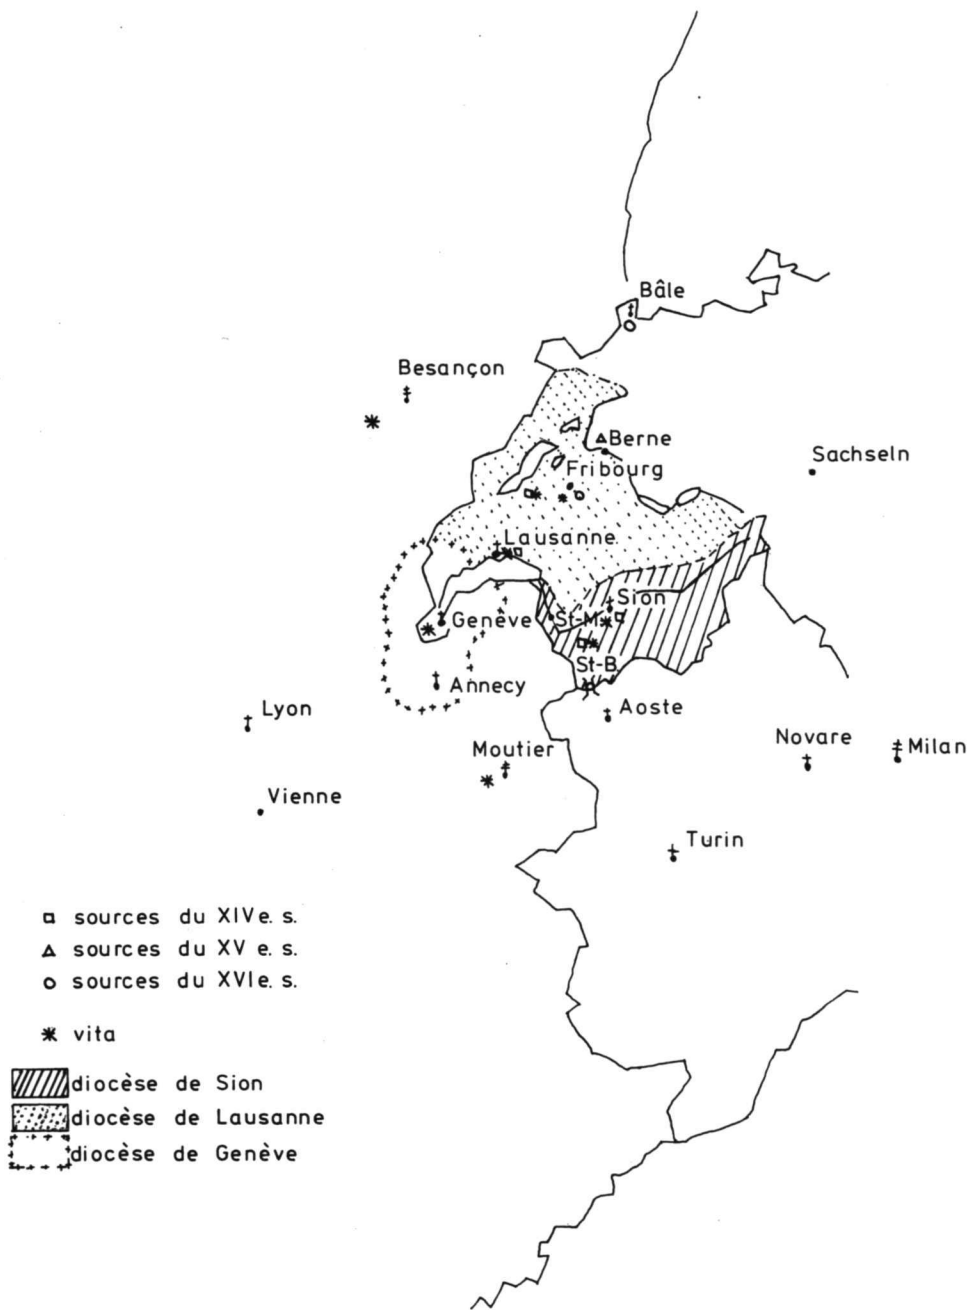 Bâle
Besançon
Berne
Sachseln
Fribourg
Lausanne
Sion
Genève
St-M.
St-B.
Annecy
Aoste
Lyon
Moutier
Novare
Milan
Vienne
Turin
sources du XIVe. s.
sources du XV e. s.
sources du XVIe. s.
vita
diocèse de Sion
diocèse de Lausanne
diocèse de Genève